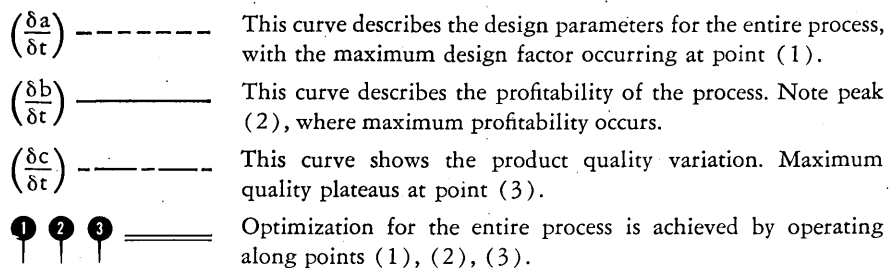 (δa/δt) This curve describes the design parameters for the entire process,
with the maximum design factor occurring at point (1).
(δb/δt) This curve describes the profitability of the process. Note peak
(2), where maximum profitability occurs.
(δc/δt) This curve shows the product quality variation. Maximum
quality plateaus at point (3).
1 2 3 Optimization for the entire process is achieved by operating
along points (1), (2), (3).